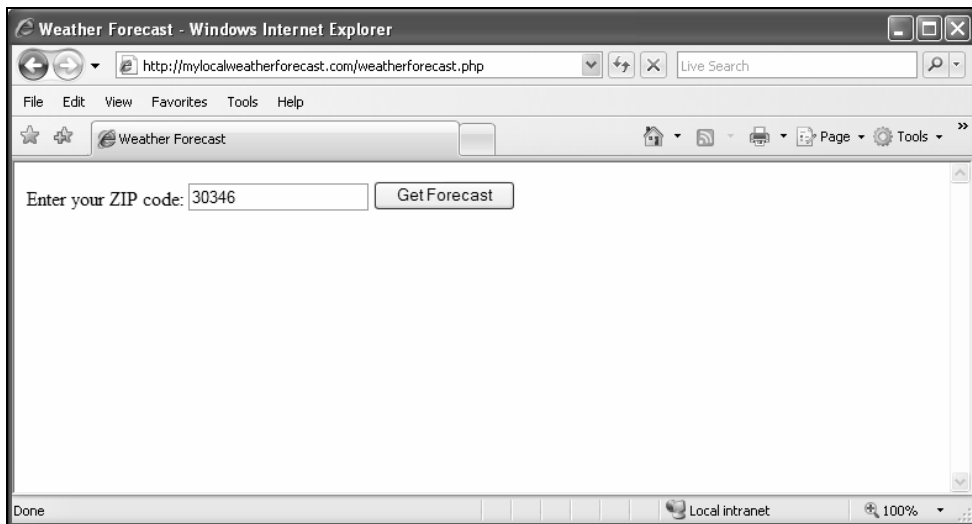 Weather Forecast - Windows Internet Explorer
http://mylocalweatherforecast.com/weatherforecast.php Live Search
File Edit View Favorites Tools Help
Weather Forecast Page Tools »
Enter your ZIP code: 30346 Get Forecast
Done Local intranet 100%